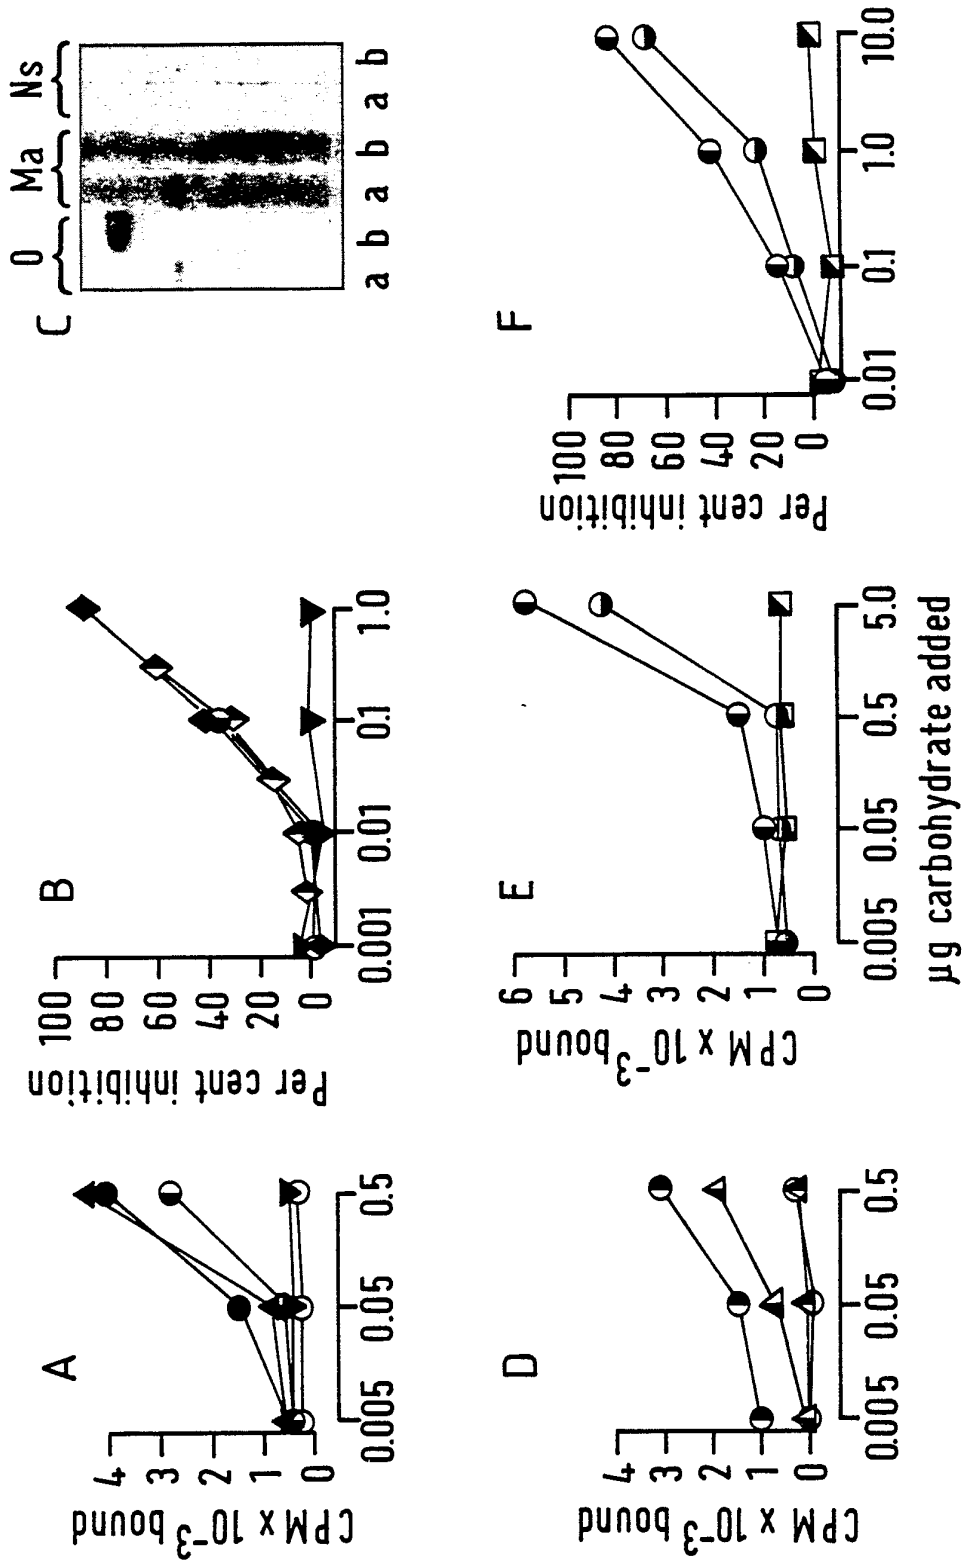 A
CPM x 10⁻³ bound
4
3
2
1
0
0.005 0.05 0.5
B
Per cent inhibition
100
80
60
40
20
0
0.001 0.01 0.1 1.0
C
O Ma Ns
a b a b a b
D
CPM x 10⁻³ bound
4
3
2
1
0
0.005 0.05 0.5
E
CPM x 10⁻³ bound
6
5
4
3
2
1
0
0.005 0.05 0.5 5.0
F
Per cent inhibition
100
80
60
40
20
0
0.01 0.1 1.0 10.0
µg carbohydrate added